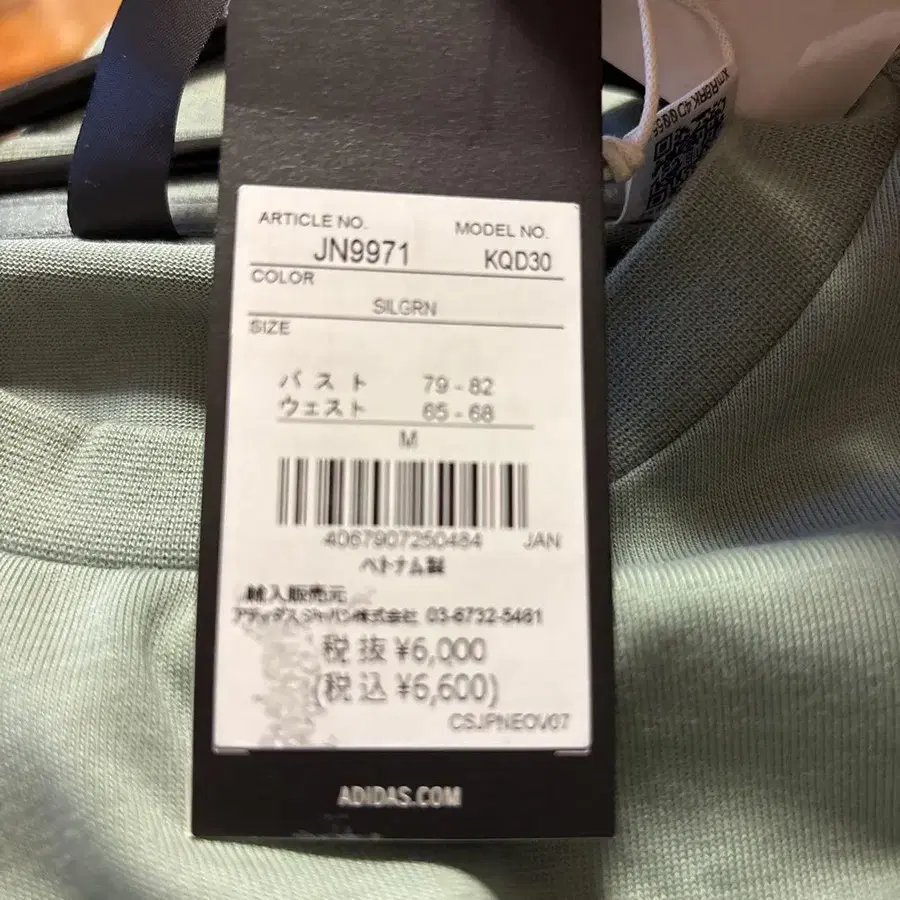 ARTICLE NO.
MODEL NO.
JN9971
KQD30
COLOR
SILGRN
SIZE
バスト 79 - 82
ウェスト 65 - 68
M
4067907250484 JAN
ベトナム製
輸入販売元
アディダスジャパン株式会社 03-6732-5461
税抜 ¥6,000
(税込 ¥6,600)
CSJPNEOV07
ADIDAS.COM